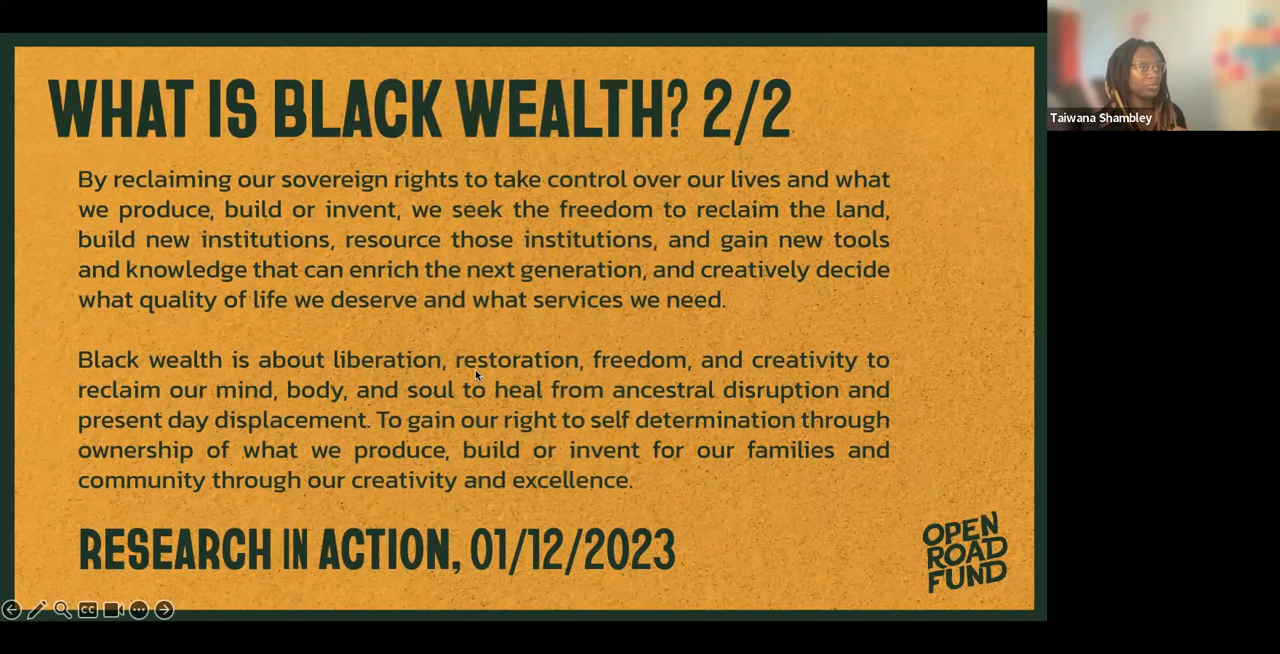 WHAT IS BLACK WEALTH? 2/2
By reclaiming our sovereign rights to take control over our lives and what
we produce, build or invent, we seek the freedom to reclaim the land,
build new institutions, resource those institutions, and gain new tools
and knowledge that can enrich the next generation, and creatively decide
what quality of life we deserve and what services we need.
Black wealth is about liberation, restoration, freedom, and creativity to
reclaim our mind, body, and soul to heal from ancestral disruption and
present day displacement. To gain our right to self determination through
ownership of what we produce, build or invent for our families and
community through our creativity and excellence.
RESEARCH IN ACTION, 01/12/2023
OPEN
ROAD
FUND
CC
Taiwana Shambley